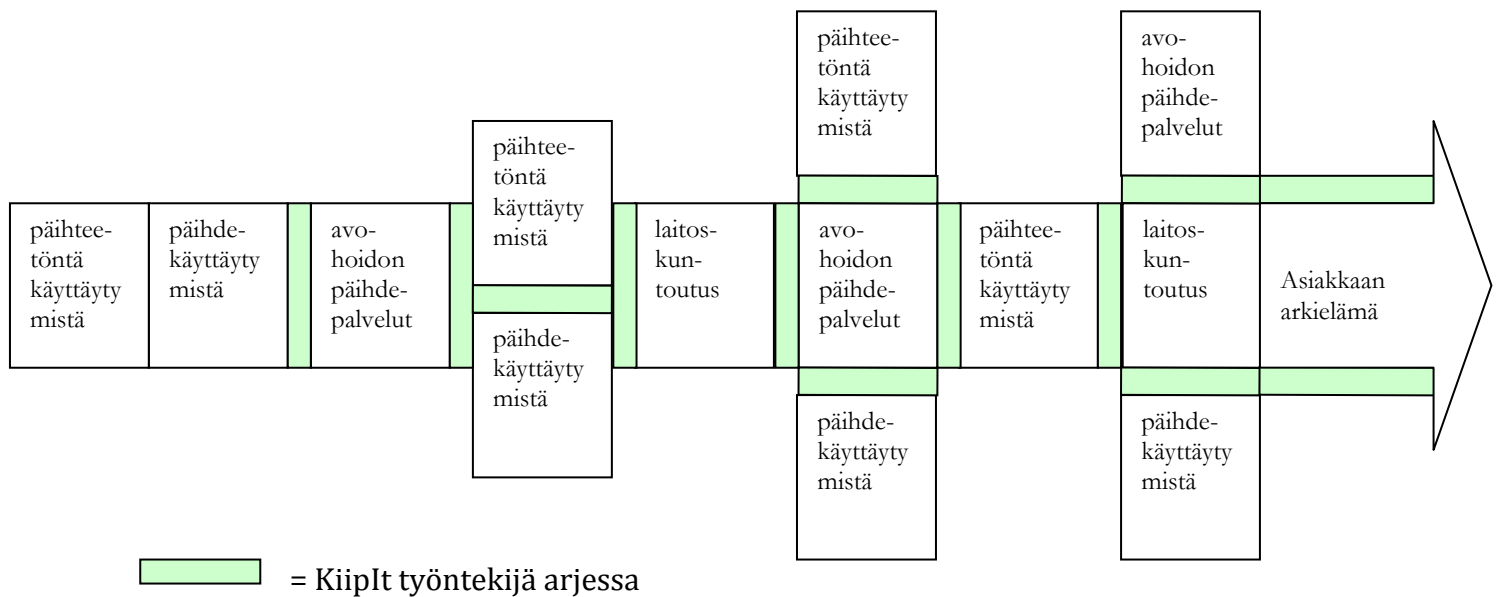 päihtee-
töntä
käyttäyty
mistä
päihde-
käyttäyty
mistä
avo-
hoidon
päihde-
palvelut
päihtee-
töntä
käyttäyty
mistä
päihde-
käyttäyty
mistä
laitos-
kun-
toutus
päihtee-
töntä
käyttäyty
mistä
avo-
hoidon
päihde-
palvelut
päihde-
käyttäyty
mistä
päihtee-
töntä
käyttäyty
mistä
avo-
hoidon
päihde-
palvelut
laitos-
kun-
toutus
päihde-
käyttäyty
mistä
Asiakkaan
arkielämä
= KiipIt työntekijä arjessa